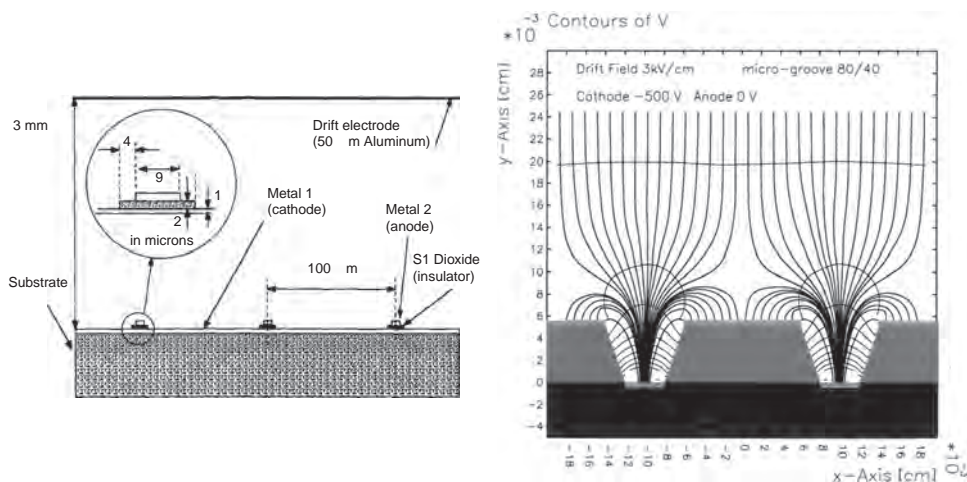 3 mm
4
9
1
2
in microns
Drift electrode
(50 m Aluminum)
Metal 1
(cathode)
Metal 2
(anode)
S1 Dioxide
(insulator)
100 m
Substrate
*10 -3 Contours of V
Drift Field 3kV/cm micro-groove 80/40
Cathode -500 V Anode 0 V
y-Axis [cm]
28
26
24
22
20
18
16
14
12
10
8
6
4
2
0
-2
-4
-18
-16
-14
-12
-10
-8
-6
-4
-2
0
2
4
6
8
10
12
14
16
18
x-Axis [cm]